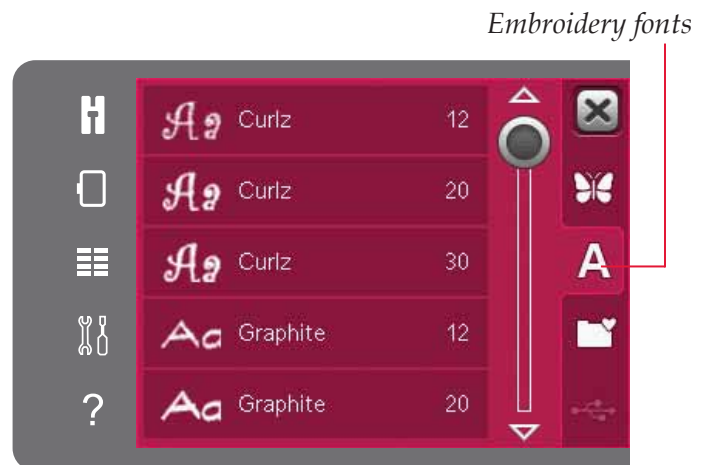 Embroidery fonts
Aa Curlz 12
Aa Curlz 20
A
Aa Curlz 30
Aa Graphite 12
? Aa Graphite 20